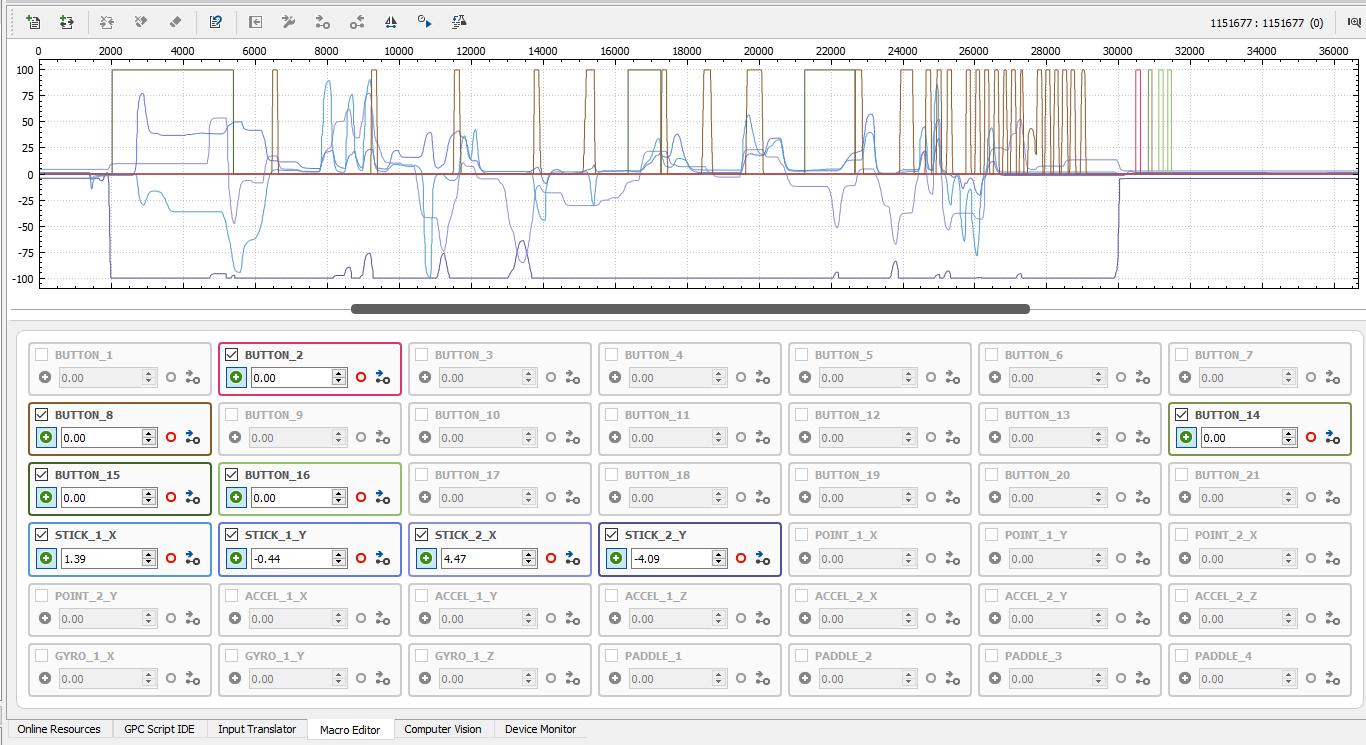 1151677 : 1151677 (0)
0 2000 4000 6000 8000 10000 12000 14000 16000 18000 20000 22000 24000 26000 28000 30000 32000 34000 36000
100
75
50
25
0
-25
-50
-75
-100
BUTTON_1 BUTTON_2 BUTTON_3 BUTTON_4 BUTTON_5 BUTTON_6 BUTTON_7
0.00 0.00 0.00 0.00 0.00 0.00 0.00
BUTTON_8 BUTTON_9 BUTTON_10 BUTTON_11 BUTTON_12 BUTTON_13 BUTTON_14
0.00 0.00 0.00 0.00 0.00 0.00 0.00
BUTTON_15 BUTTON_16 BUTTON_17 BUTTON_18 BUTTON_19 BUTTON_20 BUTTON_21
0.00 0.00 0.00 0.00 0.00 0.00 0.00
STICK_1_X STICK_1_Y STICK_2_X STICK_2_Y POINT_1_X POINT_1_Y POINT_2_X
1.39 -0.44 4.47 -4.09 0.00 0.00 0.00
POINT_2_Y ACCEL_1_X ACCEL_1_Y ACCEL_1_Z ACCEL_2_X ACCEL_2_Y ACCEL_2_Z
0.00 0.00 0.00 0.00 0.00 0.00 0.00
GYRO_1_X GYRO_1_Y GYRO_1_Z PADDLE_1 PADDLE_2 PADDLE_3 PADDLE_4
0.00 0.00 0.00 0.00 0.00 0.00 0.00
Online Resources GPC Script IDE Input Translator Macro Editor Computer Vision Device Monitor